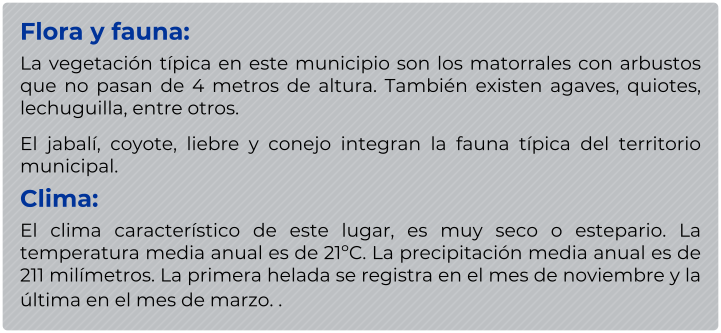 Flora y fauna:
La vegetación típica en este municipio son los matorrales con arbustos
que no pasan de 4 metros de altura. También existen agaves, quiotes,
lechuguilla, entre otros.
El jabalí, coyote, liebre y conejo integran la fauna típica del territorio
municipal.
Clima:
El clima característico de este lugar, es muy seco o estepario. La
temperatura media anual es de 21ºC. La precipitación media anual es de
211 milímetros. La primera helada se registra en el mes de noviembre y la
última en el mes de marzo. .